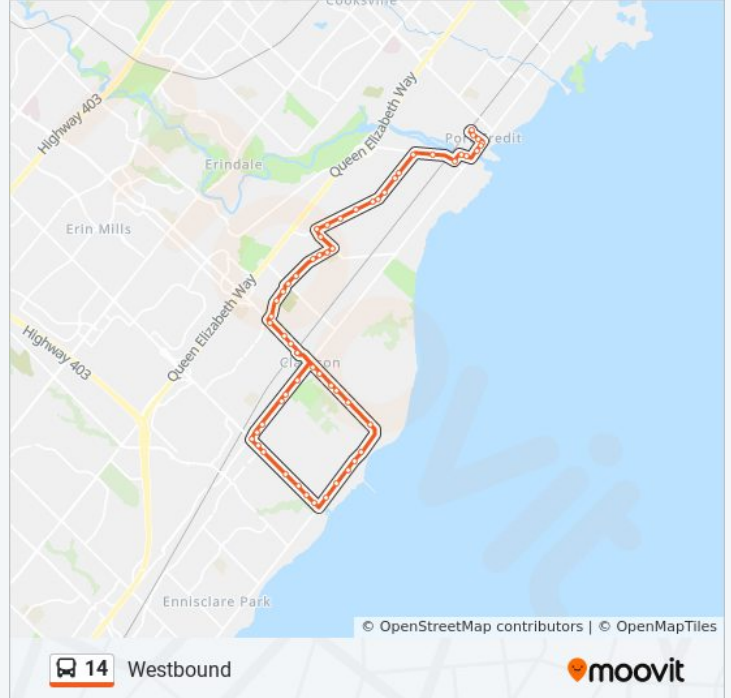 Cooksville
Highway 403
Queen Elizabeth Way
Port Credit
Erindale
Erin Mills
Queen Elizabeth Way
Highway 403
Clarkson
Ennisclare Park
© OpenStreetMap contributors | © OpenMapTiles
14 Westbound
moovit